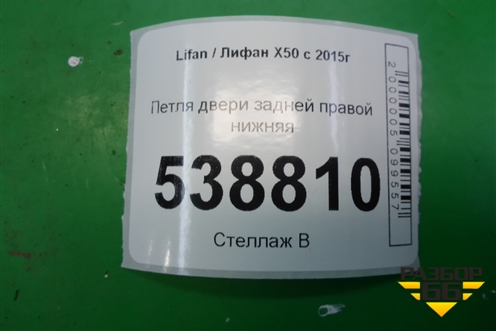 Lifan / Лифан X50 с 2015г
Петля двери задней правой
нижняя
538810
Стеллаж В
2000005099557
РАЗБОР
66